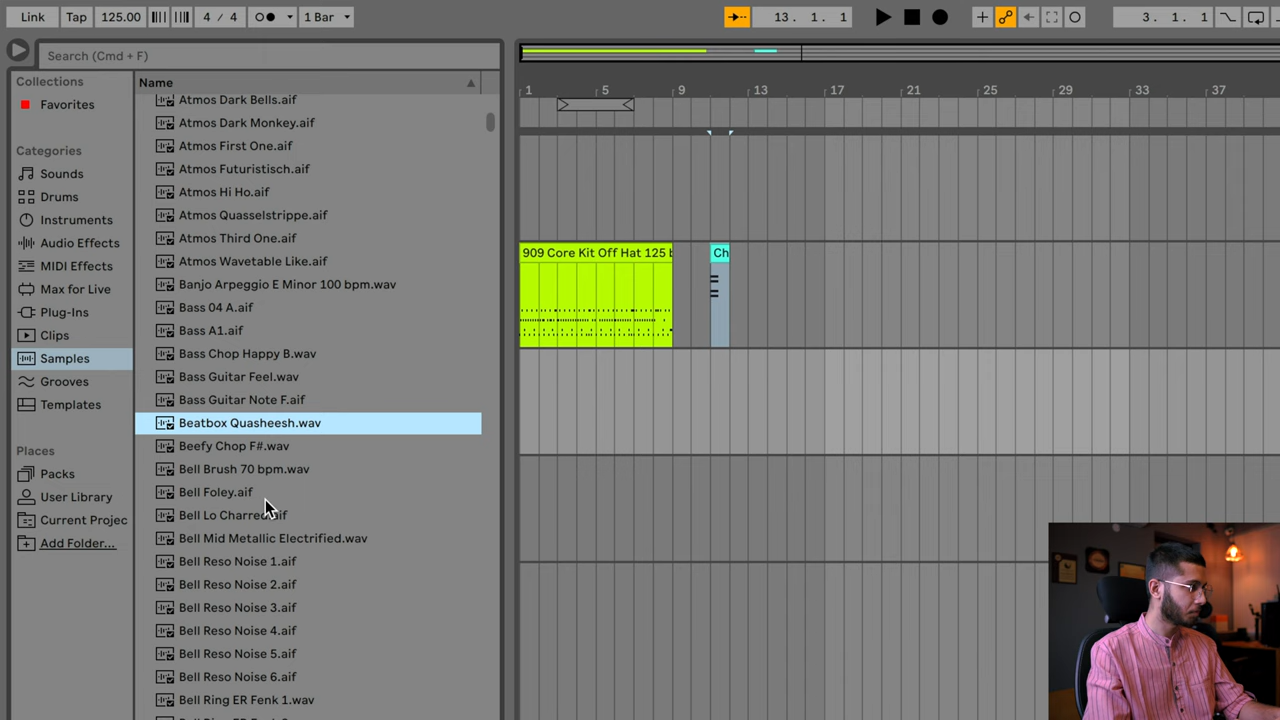 Link Tap 125.00 4 / 4 1 Bar 13. 1. 1 3. 1. 1
Search (Cmd + F)
Collections
Favorites
Categories
Sounds
Drums
Instruments
Audio Effects
MIDI Effects
Max for Live
Plug-Ins
Clips
Samples
Grooves
Templates
Places
Packs
User Library
Current Projec
Add Folder...
Name
Atmos Dark Bells.aif
Atmos Dark Monkey.aif
Atmos First One.aif
Atmos Futuristisch.aif
Atmos Hi Ho.aif
Atmos Quasselstrippe.aif
Atmos Third One.aif
Atmos Wavetable Like.aif
Banjo Arpeggio E Minor 100 bpm.wav
Bass 04 A.aif
Bass A1.aif
Bass Chop Happy B.wav
Bass Guitar Feel.wav
Bass Guitar Note F.aif
Beatbox Quasheesh.wav
Beefy Chop F#.wav
Bell Brush 70 bpm.wav
Bell Foley.aif
Bell Lo Charred.aif
Bell Mid Metallic Electrified.wav
Bell Reso Noise 1.aif
Bell Reso Noise 2.aif
Bell Reso Noise 3.aif
Bell Reso Noise 4.aif
Bell Reso Noise 5.aif
Bell Reso Noise 6.aif
Bell Ring ER Fenk 1.wav
1 5 9 13 17 21 25 29 33 37
909 Core Kit Off Hat 125 b Ch